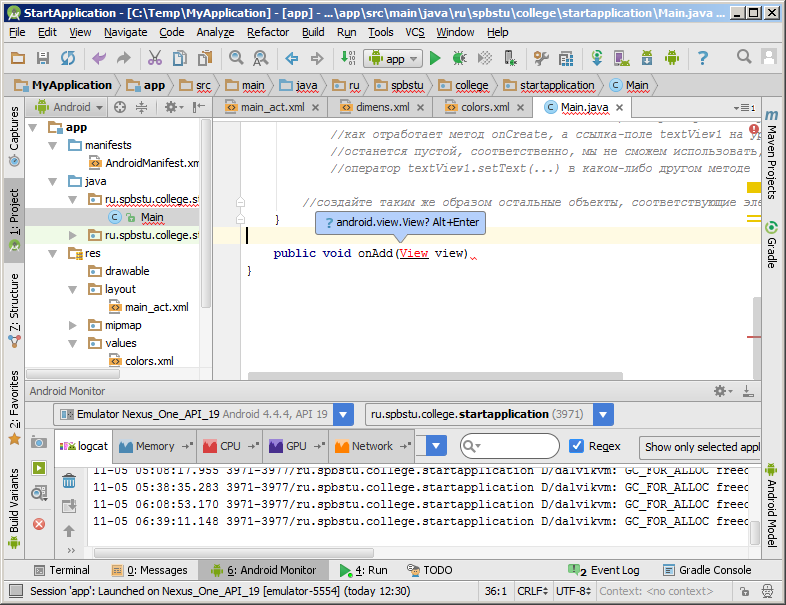 StartApplication - [C:\Temp\MyApplication] - [app] - ...\app\src\main\java\ru\spbstu\college\startapplication\Main.java
File Edit View Navigate Code Analyze Refactor Build Run Tools VCS Window Help
app
MyApplication app src main java ru spbstu college startapplication Main
Android
main_act.xml dimens.xml colors.xml Main.java
Captures
1: Project
7: Structure
2: Favorites
Build Variants
app
manifests
AndroidManifest.xm
java
ru.spbstu.college.s
Main
ru.spbstu.college.s
res
drawable
layout
main_act.xml
mipmap
values
colors.xml
//как отработает метод onCreate, а ссылка-поле textView1 на
//останется пустой, соответственно, мы не сможем использовать,
//оператор textView1.setText(...) в каком-либо другом методе
//создайте таким же образом остальные объекты, соответствующие эле
}
? android.view.View? Alt+Enter
public void onAdd(View view)
}
Maven Projects
Gradle
Android Model
Android Monitor
Emulator Nexus_One_API_19 Android 4.4.4, API 19 ru.spbstu.college.startapplication (3971)
logcat Memory CPU GPU Network Regex Show only selected appl
11-05 05:08:17.955 3971-3977/ru.spbstu.college.startapplication D/dalvikvm: GC_FOR_ALLOC freed
11-05 05:38:35.283 3971-3977/ru.spbstu.college.startapplication D/dalvikvm: GC_FOR_ALLOC freed
11-05 06:08:53.170 3971-3977/ru.spbstu.college.startapplication D/dalvikvm: GC_FOR_ALLOC freed
11-05 06:39:11.148 3971-3977/ru.spbstu.college.startapplication D/dalvikvm: GC_FOR_ALLOC freed
Terminal 0: Messages 6: Android Monitor 4: Run TODO 2 Event Log Gradle Console
Session 'app': Launched on Nexus_One_API_19 [emulator-5554] (today 12:30) 36:1 CRLF UTF-8 Context: <no context>